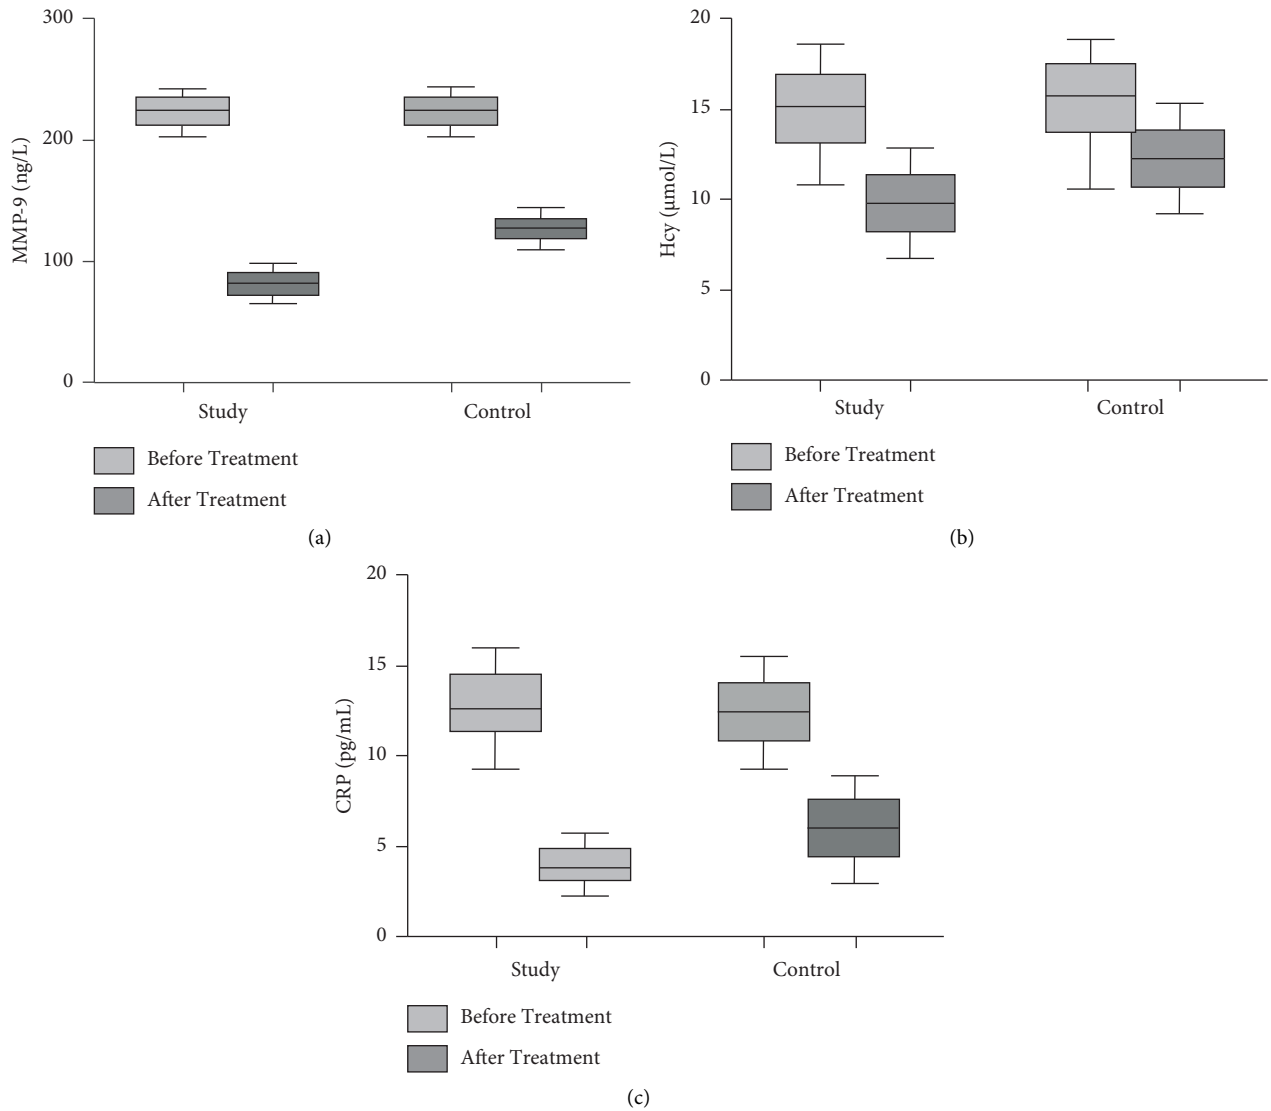 300
200
100
0
MMP-9 (ng/L)
Study
Control
Before Treatment
After Treatment
(a)
20
15
10
5
0
Hcy (μmol/L)
Study
Control
Before Treatment
After Treatment
(b)
20
15
10
5
0
CRP (pg/mL)
Study
Control
Before Treatment
After Treatment
(c)